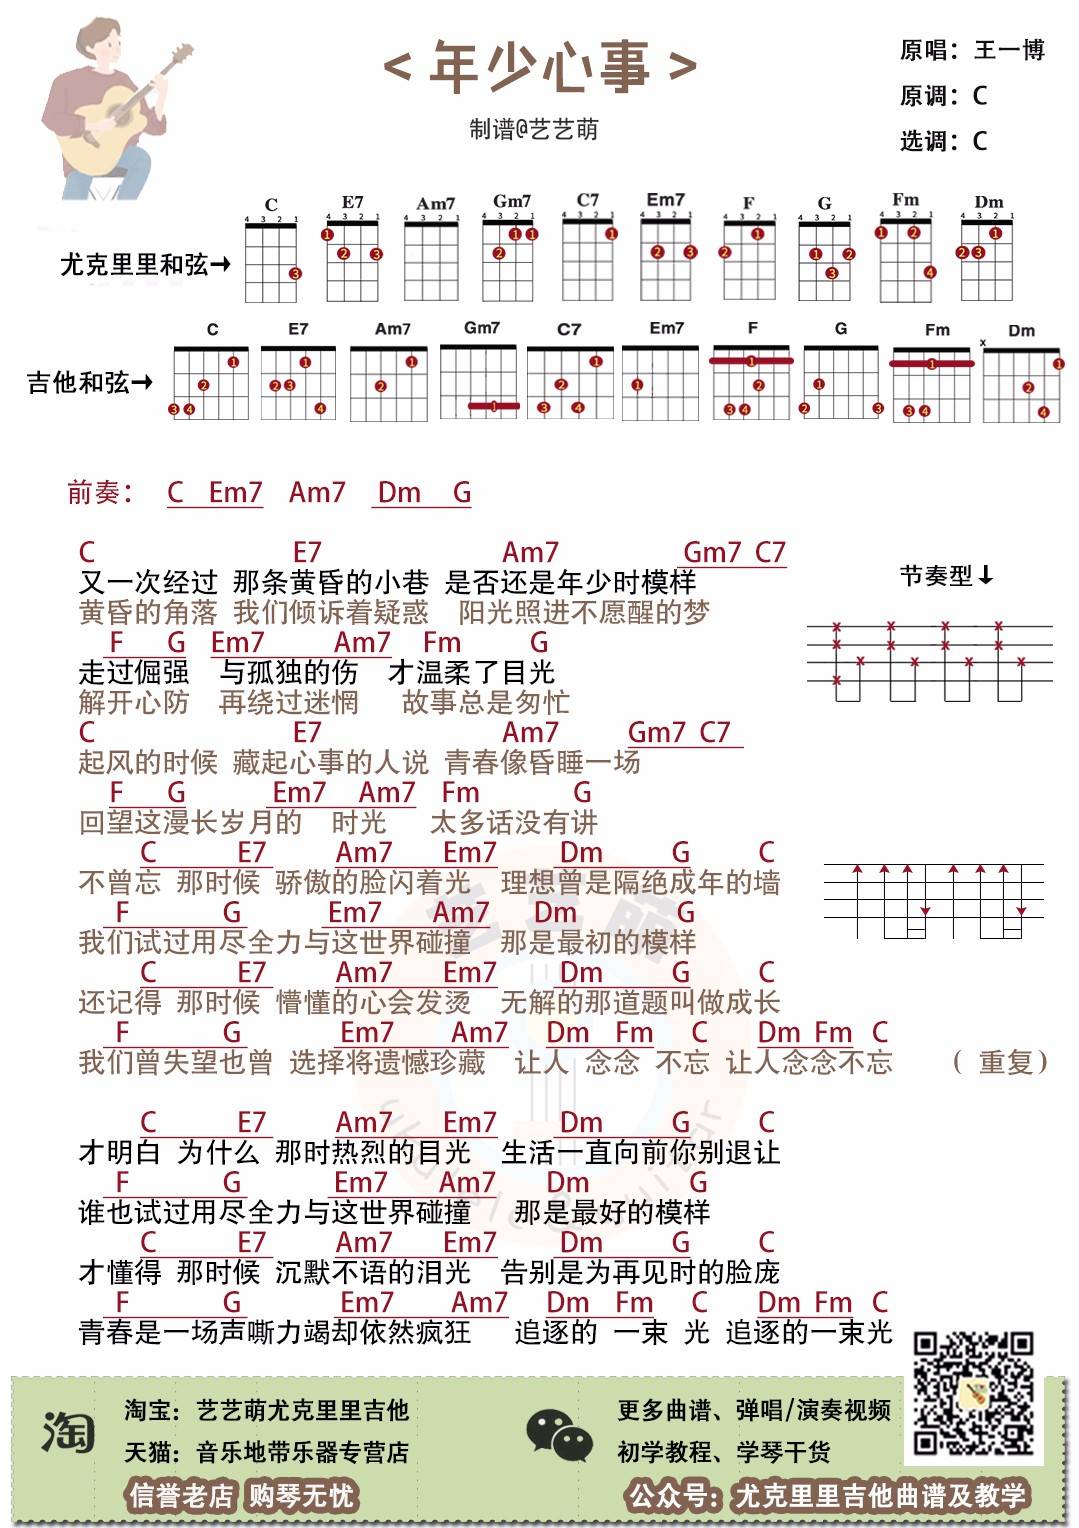 < 年少心事 >
制谱@艺艺萌
原唱：王一博
原调：C
选调：C
尤克里里和弦→
C E7 Am7 Gm7 C7 Em7 F G Fm Dm
吉他和弦→
C E7 Am7 Gm7 C7 Em7 F G Fm Dm
前奏： C Em7 Am7 Dm G
节奏型↓
C E7 Am7 Gm7 C7
又一次经过 那条黄昏的小巷 是否还是年少时模样
黄昏的角落 我们倾诉着疑惑 阳光照进不愿醒的梦
F G Em7 Am7 Fm G
走过倔强 与孤独的伤 才温柔了目光
解开心防 再绕过迷惘 故事总是匆忙
C E7 Am7 Gm7 C7
起风的时候 藏起心事的人说 青春像昏睡一场
F G Em7 Am7 Fm G
回望这漫长岁月的 时光 太多话没有讲
C E7 Am7 Em7 Dm G C
不曾忘 那时候 骄傲的脸闪着光 理想曾是隔绝成年的墙
F G Em7 Am7 Dm G
我们试过用尽全力与这世界碰撞 那是最初的模样
C E7 Am7 Em7 Dm G C
还记得 那时候 懵懂的心会发烫 无解的那道题叫做成长
F G Em7 Am7 Dm Fm C Dm Fm C
我们曾失望也曾 选择将遗憾珍藏 让人 念念 不忘 让人念念不忘 （重复）
C E7 Am7 Em7 Dm G C
才明白 为什么 那时热烈的目光 生活一直向前你别退让
F G Em7 Am7 Dm G
谁也试过用尽全力与这世界碰撞 那是最好的模样
C E7 Am7 Em7 Dm G C
才懂得 那时候 沉默不语的泪光 告别是为再见时的脸庞
F G Em7 Am7 Dm Fm C Dm Fm C
青春是一场声嘶力竭却依然疯狂 追逐的 一束 光 追逐的一束光
淘
淘宝：艺艺萌尤克里里吉他
天猫：音乐地带乐器专营店
信誉老店 购琴无忧
更多曲谱、弹唱/演奏视频
初学教程、学琴干货
公众号：尤克里里吉他曲谱及教学